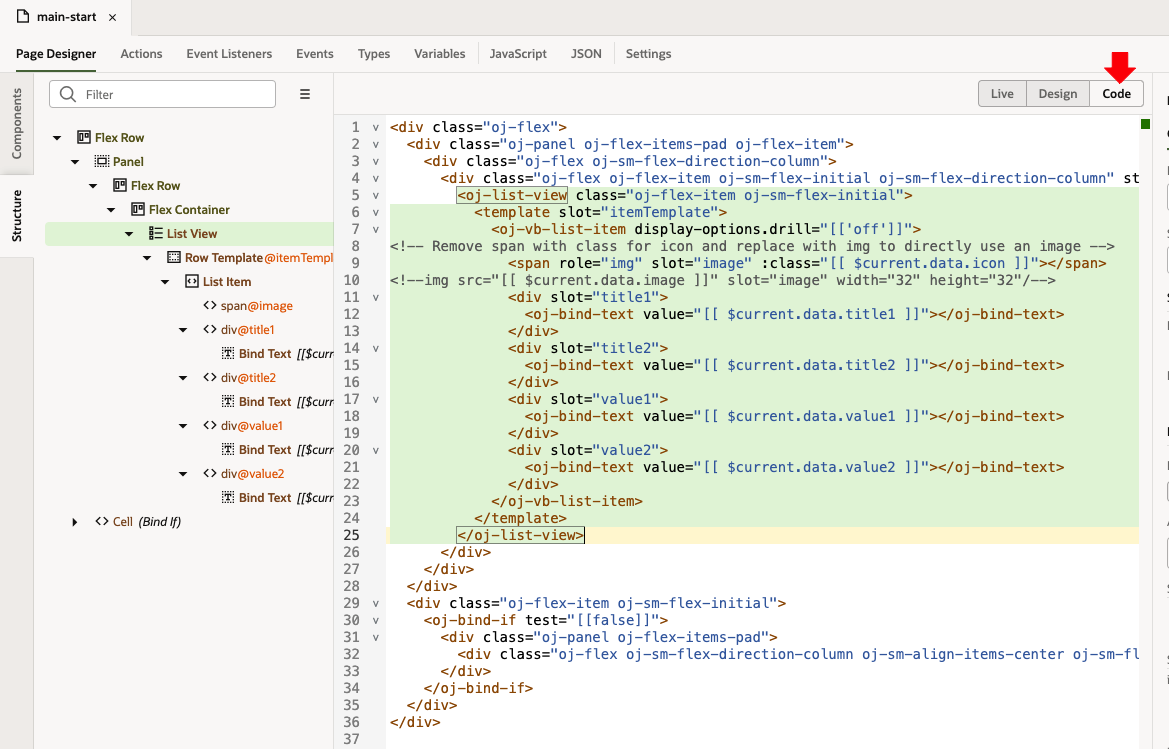 main-start ×
Page Designer Actions Event Listeners Events Types Variables JavaScript JSON Settings
Components
Structure
Filter
Live Design Code
Flex Row
Panel
Flex Row
Flex Container
List View
Row Template @itemTempl
List Item
span@image
div@title1
Bind Text [[$curr
div@title2
Bind Text [[$curr
div@value1
Bind Text [[$curr
div@value2
Bind Text [[$curr
Cell (Bind If)
1 <div class="oj-flex">
2 <div class="oj-panel oj-flex-items-pad oj-flex-item">
3 <div class="oj-flex oj-sm-flex-direction-column">
4 <div class="oj-flex oj-flex-item oj-sm-flex-initial oj-sm-flex-direction-column" st
5 <oj-list-view class="oj-flex-item oj-sm-flex-initial">
6 <template slot="itemTemplate">
7 <oj-vb-list-item display-options.drill="[['off']]">
8 <!-- Remove span with class for icon and replace with img to directly use an image -->
9 <span role="img" slot="image" :class="[[ $current.data.icon ]]"></span>
10 <!--img src="[[ $current.data.image ]]" slot="image" width="32" height="32"/-->
11 <div slot="title1">
12 <oj-bind-text value="[[ $current.data.title1 ]]"></oj-bind-text>
13 </div>
14 <div slot="title2">
15 <oj-bind-text value="[[ $current.data.title2 ]]"></oj-bind-text>
16 </div>
17 <div slot="value1">
18 <oj-bind-text value="[[ $current.data.value1 ]]"></oj-bind-text>
19 </div>
20 <div slot="value2">
21 <oj-bind-text value="[[ $current.data.value2 ]]"></oj-bind-text>
22 </div>
23 </oj-vb-list-item>
24 </template>
25 </oj-list-view>
26 </div>
27 </div>
28 </div>
29 <div class="oj-flex-item oj-sm-flex-initial">
30 <oj-bind-if test="[[false]]">
31 <div class="oj-panel oj-flex-items-pad">
32 <div class="oj-flex oj-sm-flex-direction-column oj-sm-align-items-center oj-sm-fl
33 </div>
34 </oj-bind-if>
35 </div>
36 </div>
37